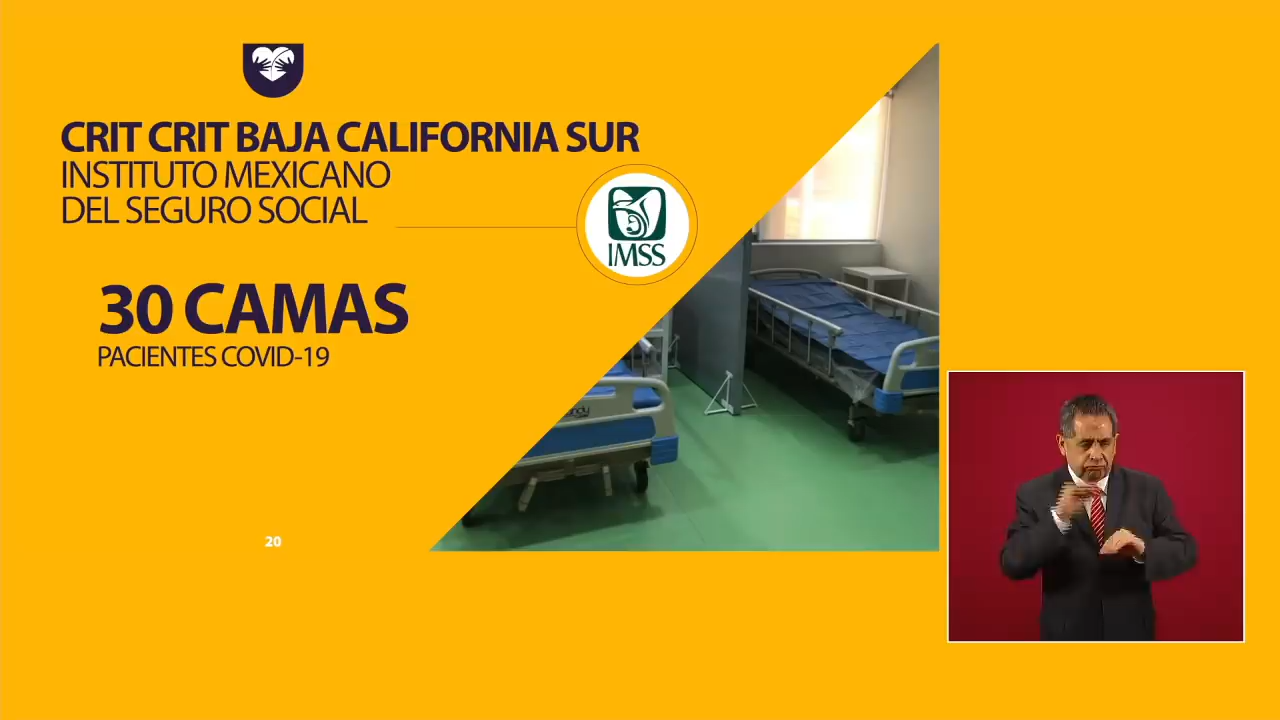 CRIT CRIT BAJA CALIFORNIA SUR
INSTITUTO MEXICANO
DEL SEGURO SOCIAL
IMSS
30 CAMAS
PACIENTES COVID-19
20